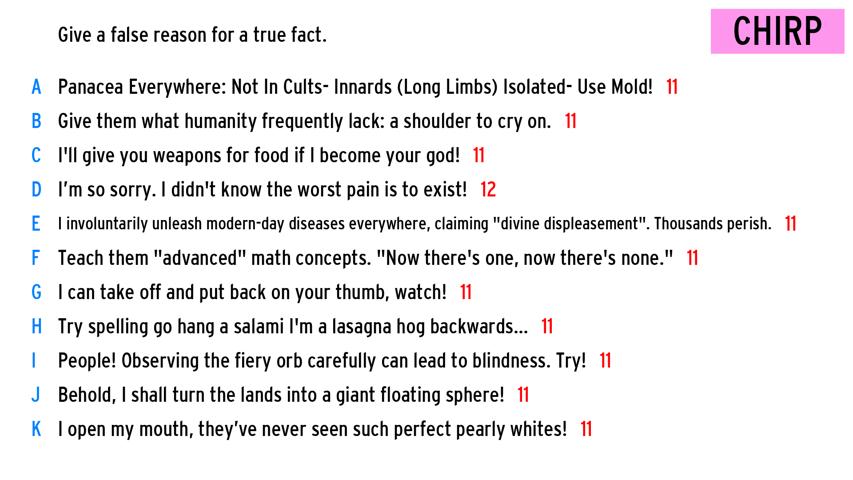 Give a false reason for a true fact.
CHIRP
A Panacea Everywhere: Not In Cults- Innards (Long Limbs) Isolated- Use Mold! 11
B Give them what humanity frequently lack: a shoulder to cry on. 11
C I'll give you weapons for food if I become your god! 11
D I’m so sorry. I didn't know the worst pain is to exist! 12
E I involuntarily unleash modern-day diseases everywhere, claiming "divine displeasement". Thousands perish. 11
F Teach them "advanced" math concepts. "Now there's one, now there's none." 11
G I can take off and put back on your thumb, watch! 11
H Try spelling go hang a salami I'm a lasagna hog backwards... 11
I People! Observing the fiery orb carefully can lead to blindness. Try! 11
J Behold, I shall turn the lands into a giant floating sphere! 11
K I open my mouth, they’ve never seen such perfect pearly whites! 11